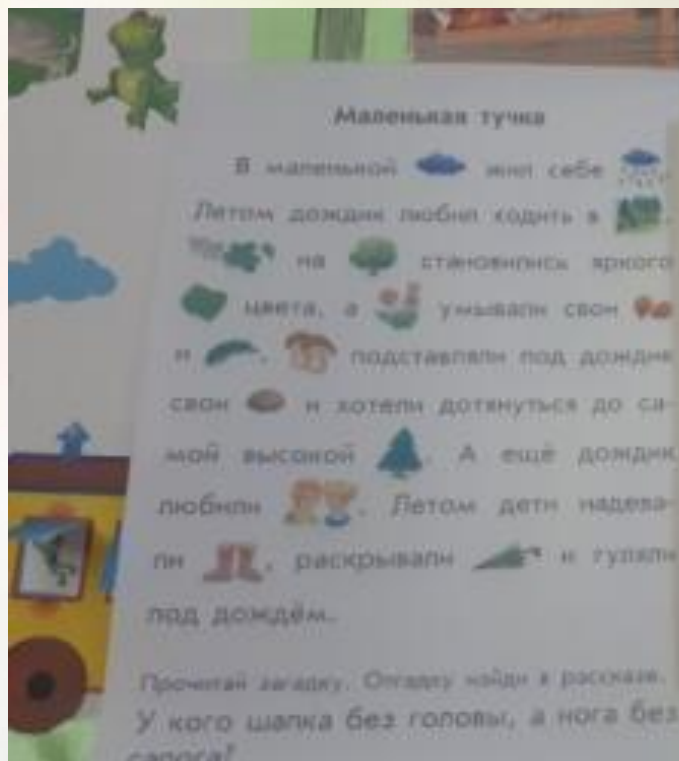 Маленькая тучка
В маленькой жил себе .
Летом дождик любил ходить в .
на становились яркого
цвета, а умывали свои
и . подставляли под дождик
свои и хотели дотянуться до са-
мой высокой . А ещё дождик
любили . Летом дети надева-
ли , раскрывали и гуляли
под дождём.
Прочитай загадку. Отгадку найди в рассказе.
У кого шапка без головы, а нога без
сапога?